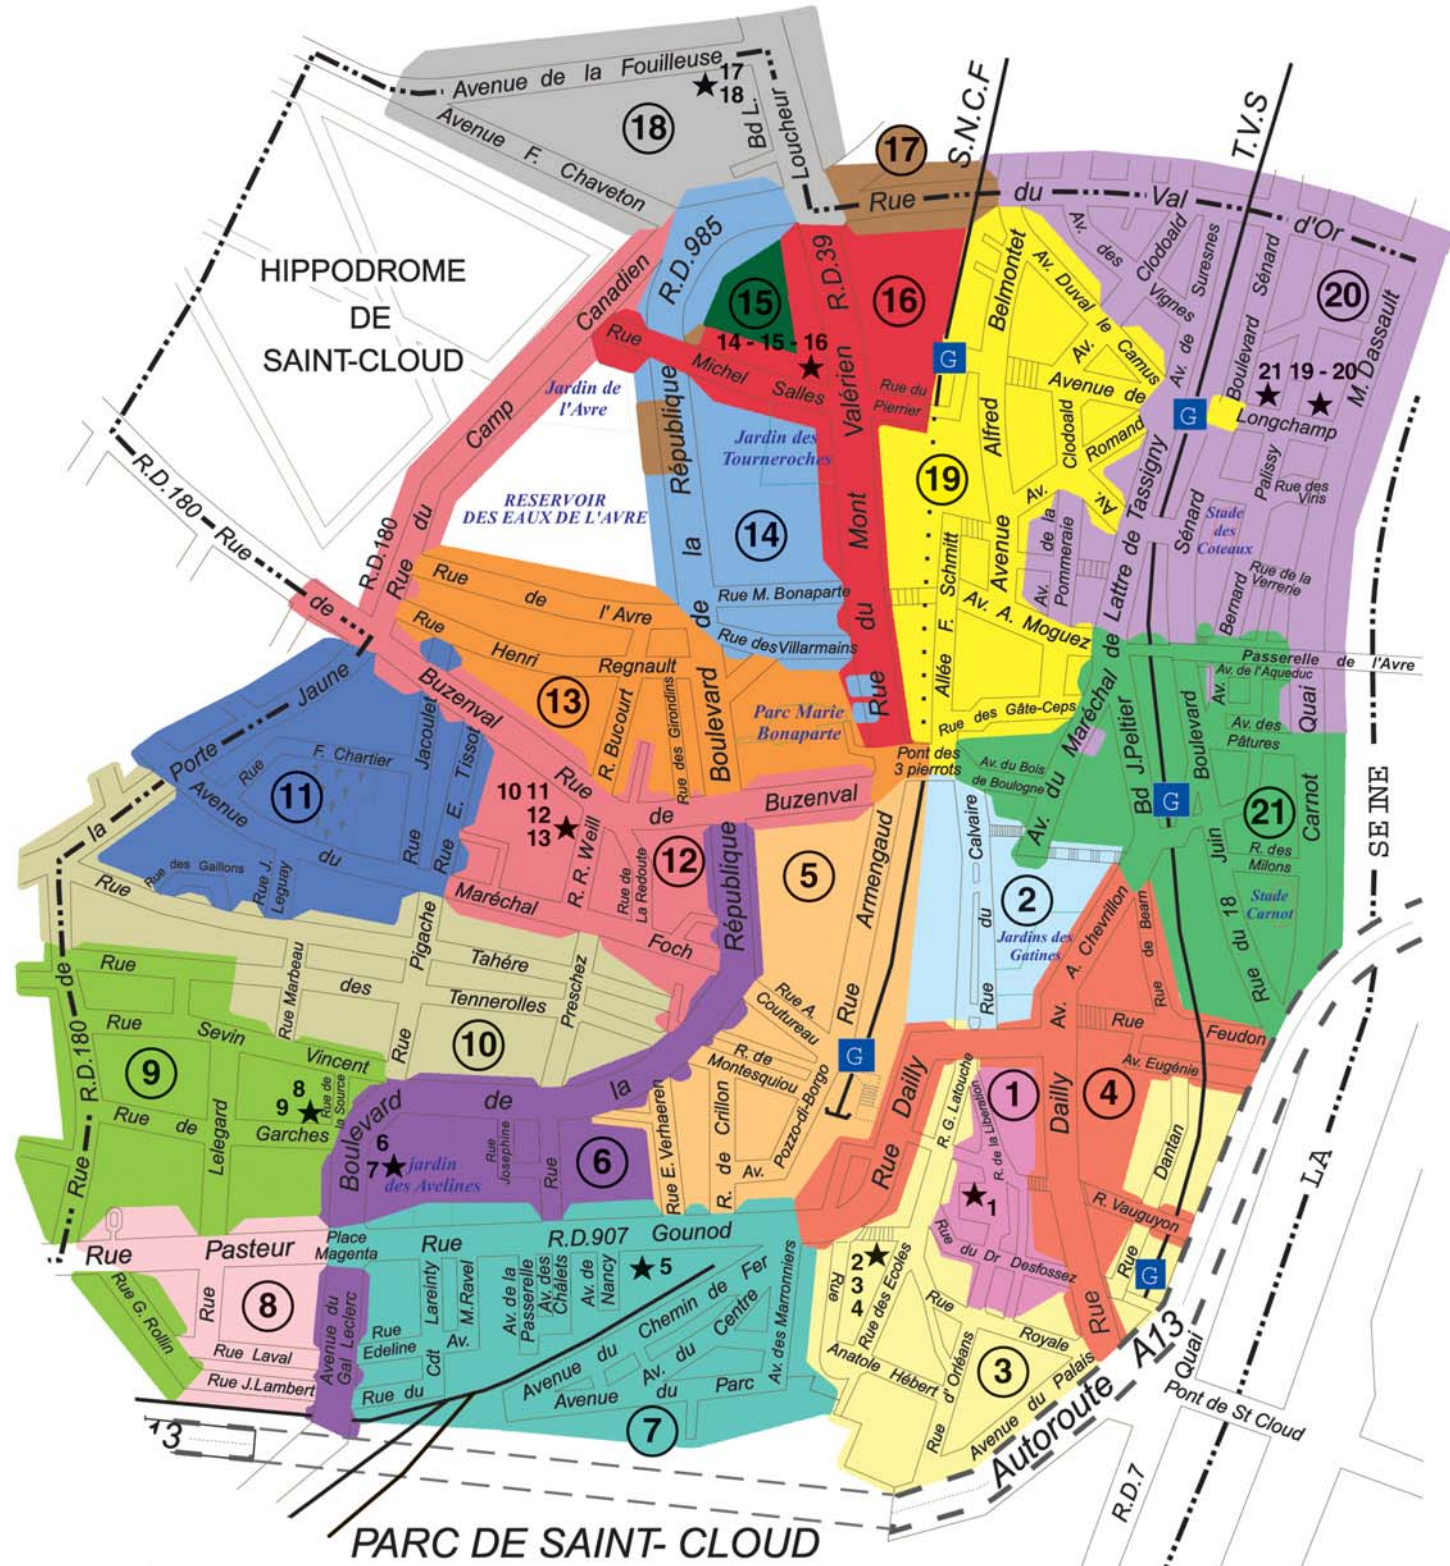 Avenue de la Fouilleuse
17
18
Bd L.
Loucheur
18
Avenue F. Chaveton
17
S.N.C.F
T.V.S
Rue du Val d'Or
HIPPODROME
DE
SAINT-CLOUD
R.D.985
R.D.39
15
16
14 - 15 - 16
Rue Michel Salles
Rue du
Pierrier
Jardin de
l'Avre
Jardin des
Tourneroches
RESERVOIR
DES EAUX DE L'AVRE
Rue du Camp Canadien
R.D.180
R.D.180 Rue de Buzenval
Rue du Mont Valérien
Belmontet
Alfred
Avenue
Av. Duval le Camus
Av.
Clodoald
Avenue de
Romand
Av.
Av. des
Vignes
Clodoald
Suresnes
Av. de
Sénard
Boulevard
20
21 19 - 20
Longchamp
M. Dassault
G
G
19
Av. de la
Pommeraie
Av.
Av. A. Moguez
Allée F. Schmitt
Rue des Gâte-Ceps
Palissy
Bernard
Rue des
Viris
Stade
des
Coteaux
Rue de la
Verrerie
Sénard
Av. du Maréchal de Lattre de Tassigny
14
Rue M. Bonaparte
Rue des Villarmains
Boulevard de la République
Rue de l' Avre
Rue Henri Regnault
13
R. Bucourt
Rue des Grondins
Parc Marie
Bonaparte
Pont des
3 pierrots
Passerelle de l'Avre
Av. de l'Aqueduc
Av.
Av. des
Pâtures
Quai Carnot
LA SEINE
Bd J.Peltier
Boulevard
G
21
R. des
Milons
Stade
Carnot
Rue du 18 Juin
Av. du Bois
de Boulogne
Rue du Calvaire
2
Jardins des
Gatines
Rue de la Porte Jaune
Rue F. Chartier
Jacoulet
Rue
Rue E. Tissot
11
Avenue du Maréchal Foch
Rue
des Gaillons
Rue J.
Leguay
10 11
12
13
R. R. Weill
Rue de
La Redoute
12
5
Rue Armengaud
Av. A. Chevrillon
Rue de Bearn
Rue Feudon
Av. Eugénie
Rue des Tennerolles
Rue Tahére
Rue Marbeau
Rue Pigache
Preschez
10
Rue A.
Coutureau
R. de
Montesquiou
G
Rue Sevin Vincent
9
8
9
Rue de
la Source
Rue de Garches
Lelegard
Rue R.D.180
Boulevard de la République
6
7
jardin
des Avelines
Rue
Josephine
Rue
6
Rue E. Verhaeren
R. de Crillon
Av. Pozzo-di-Borgo
Rue Dailly
R. G. Latouche
R. de la Liberation
1
4
Dailly
Rue
Dantan
Rue
R. Vauguyon
G
1
Rue du Dr Desfossez
Rue Pasteur
Place
Magenta
Rue R.D.907 Gounod
Rue G. Rollin
Rue
8
Rue Laval
Rue J.Lambert
Avenue du
Gal Leclerc
Rue
Edeline
Rue du
Cdt Lareinty
Av. M.Ravel
Av. de la
Passerelle
Av. des
Châlets
Av. de
Nancy
5
Avenue du Chemin de Fer
Av. du Centre
Avenue du Parc
Av. des Marronniers
7
2
3
4
Rue
Rue des Ecoles
Anatole Hébert
Rue Royale
Rue d' Orléans
3
Avenue du Palais
Autoroute A13
Quai
Pont de St Cloud
R.D.7
13
PARC DE SAINT- CLOUD